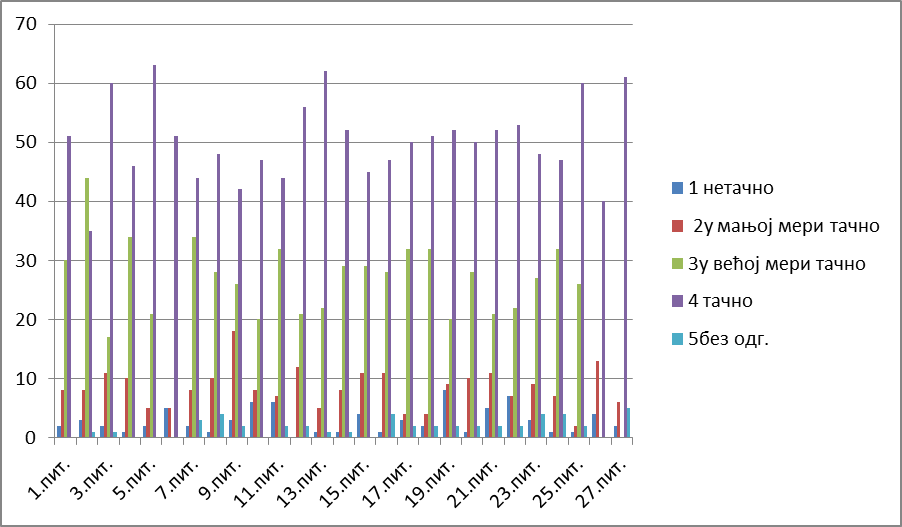 70
60
50
40
30
20
10
0
1.пит.
3.пит.
5.пит.
7.пит.
9.пит.
11.пит.
13.пит.
15.пит.
17.пит.
19.пит.
21.пит.
23.пит.
25.пит.
27.пит.
1 нетачно
2у мањој мери тачно
3у већој мери тачно
4 тачно
5без одг.